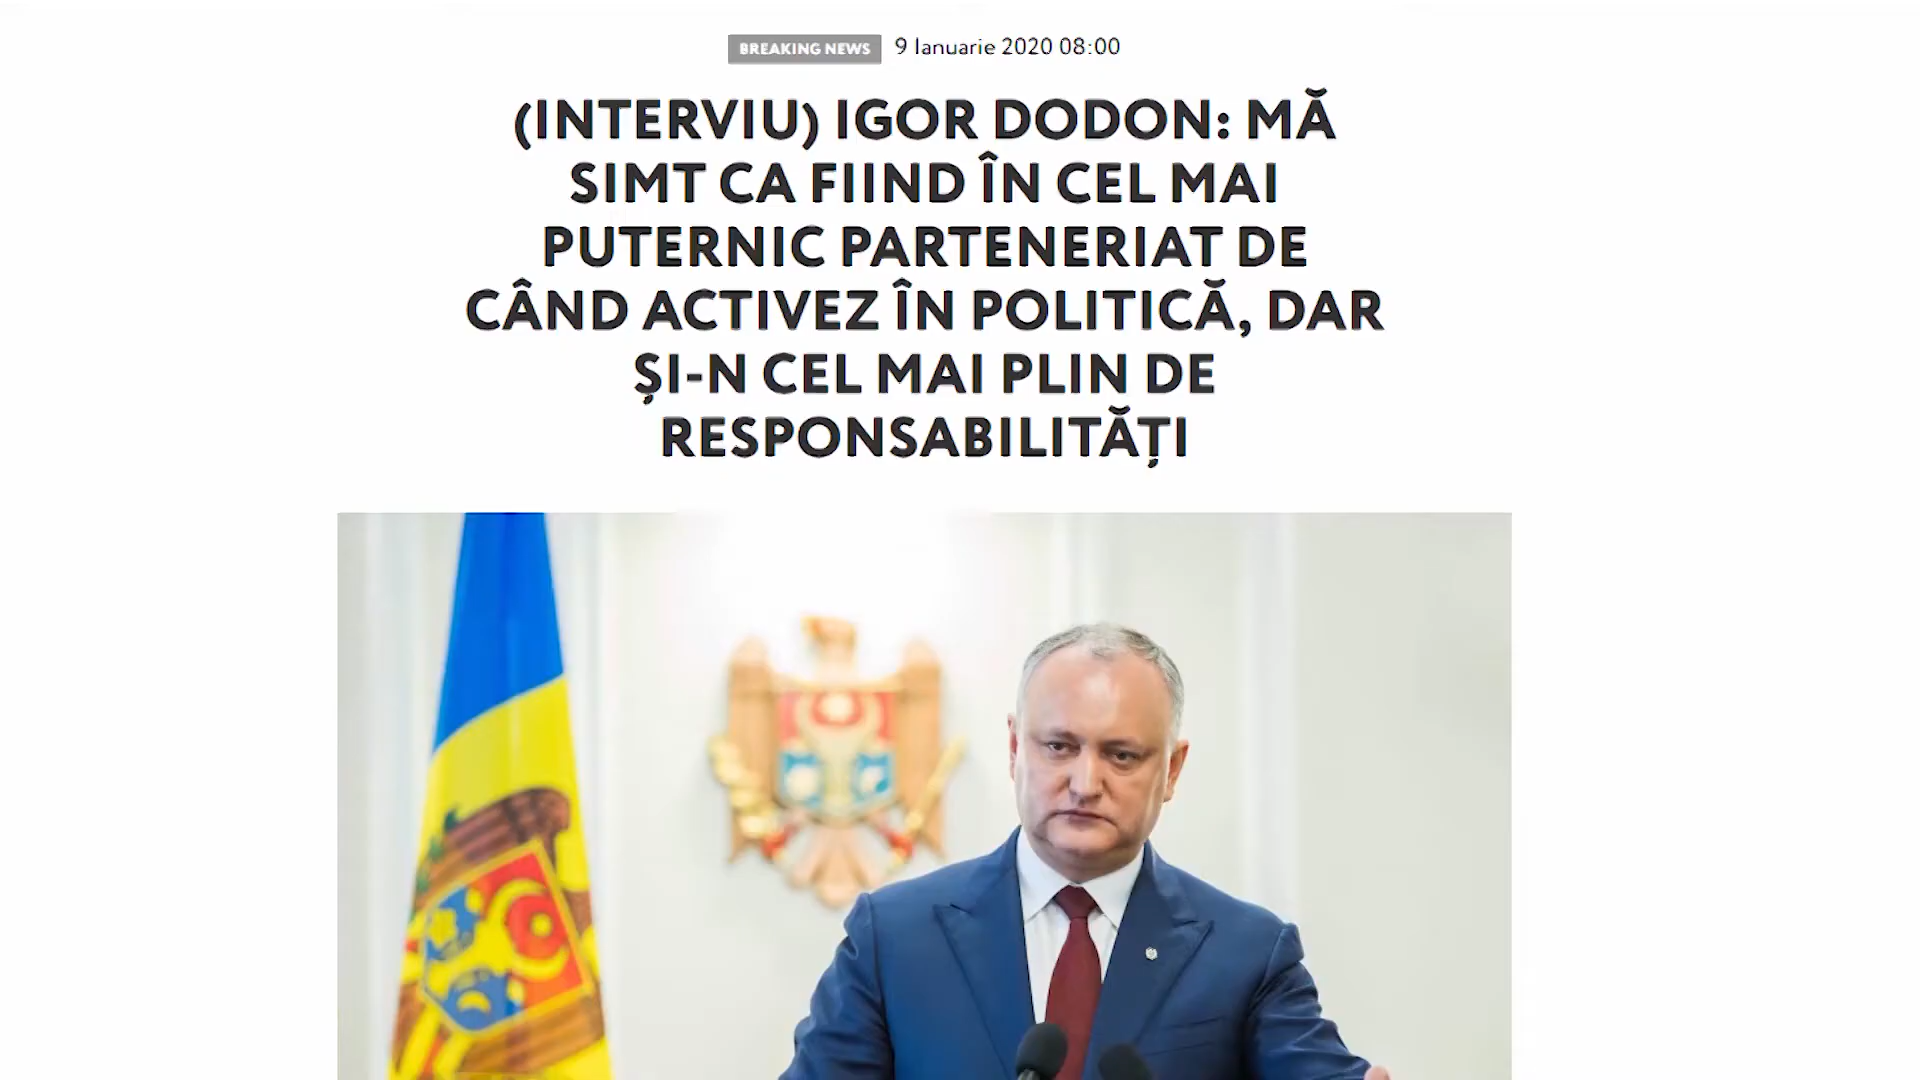 BREAKING NEWS 9 Ianuarie 2020 08:00
(INTERVIU) IGOR DODON: MĂ
SIMT CA FIIND ÎN CEL MAI
PUTERNIC PARTENERIAT DE
CÂND ACTIVEZ ÎN POLITICĂ, DAR
ȘI-N CEL MAI PLIN DE
RESPONSABILITĂȚI